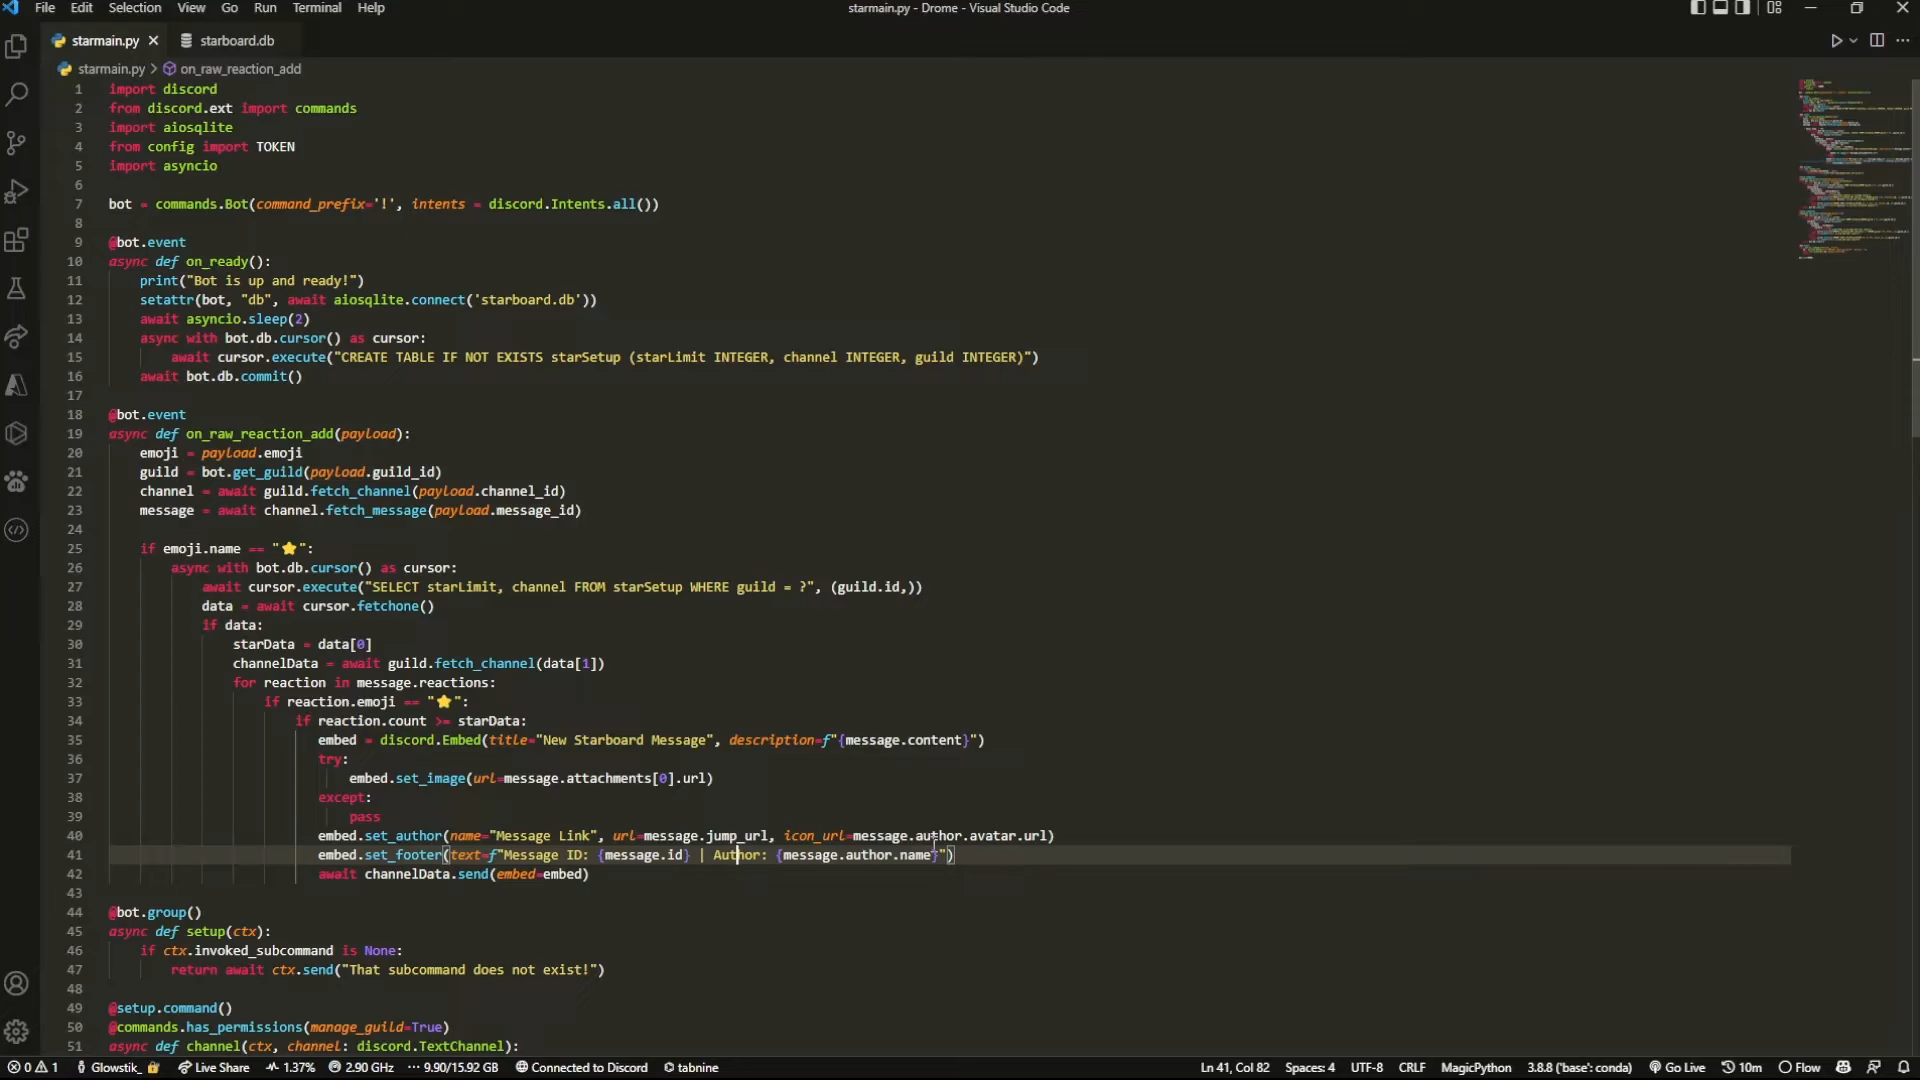 File Edit Selection View Go Run Terminal Help
starmain.py - Drome - Visual Studio Code
starmain.py
starboard.db
starmain.py > on_raw_reaction_add
1 import discord
2 from discord.ext import commands
3 import aiosqlite
4 from config import TOKEN
5 import asyncio
6
7 bot = commands.Bot(command_prefix='!', intents = discord.Intents.all())
8
9 @bot.event
10 async def on_ready():
11     print("Bot is up and ready!")
12     setattr(bot, "db", await aiosqlite.connect('starboard.db'))
13     await asyncio.sleep(2)
14     async with bot.db.cursor() as cursor:
15         await cursor.execute("CREATE TABLE IF NOT EXISTS starSetup (starLimit INTEGER, channel INTEGER, guild INTEGER)")
16     await bot.db.commit()
17
18 @bot.event
19 async def on_raw_reaction_add(payload):
20     emoji = payload.emoji
21     guild = bot.get_guild(payload.guild_id)
22     channel = await guild.fetch_channel(payload.channel_id)
23     message = await channel.fetch_message(payload.message_id)
24
25     if emoji.name == "⭐":
26         async with bot.db.cursor() as cursor:
27             await cursor.execute("SELECT starLimit, channel FROM starSetup WHERE guild = ?", (guild.id,))
28             data = await cursor.fetchone()
29             if data:
30                 starData = data[0]
31                 channelData = await guild.fetch_channel(data[1])
32                 for reaction in message.reactions:
33                     if reaction.emoji == "⭐":
34                         if reaction.count >= starData:
35                             embed = discord.Embed(title="New Starboard Message", description=f"{message.content}")
36                             try:
37                                 embed.set_image(url=message.attachments[0].url)
38                             except:
39                                 pass
40                             embed.set_author(name="Message Link", url=message.jump_url, icon_url=message.author.avatar.url)
41                             embed.set_footer(text=f"Message ID: {message.id} | Author: {message.author.name}")
42                             await channelData.send(embed=embed)
43
44 @bot.group()
45 async def setup(ctx):
46     if ctx.invoked_subcommand is None:
47         return await ctx.send("That subcommand does not exist!")
48
49 @setup.command()
50 @commands.has_permissions(manage_guild=True)
51 async def channel(ctx, channel: discord.TextChannel):
0 1 Glowstik_ 🔒 Live Share 1.37% 2.90 GHz 9.90/15.92 GB Connected to Discord tabnine Ln 41, Col 82 Spaces: 4 UTF-8 CRLF MagicPython 3.8.8 ('base': conda) Go Live 10m Flow